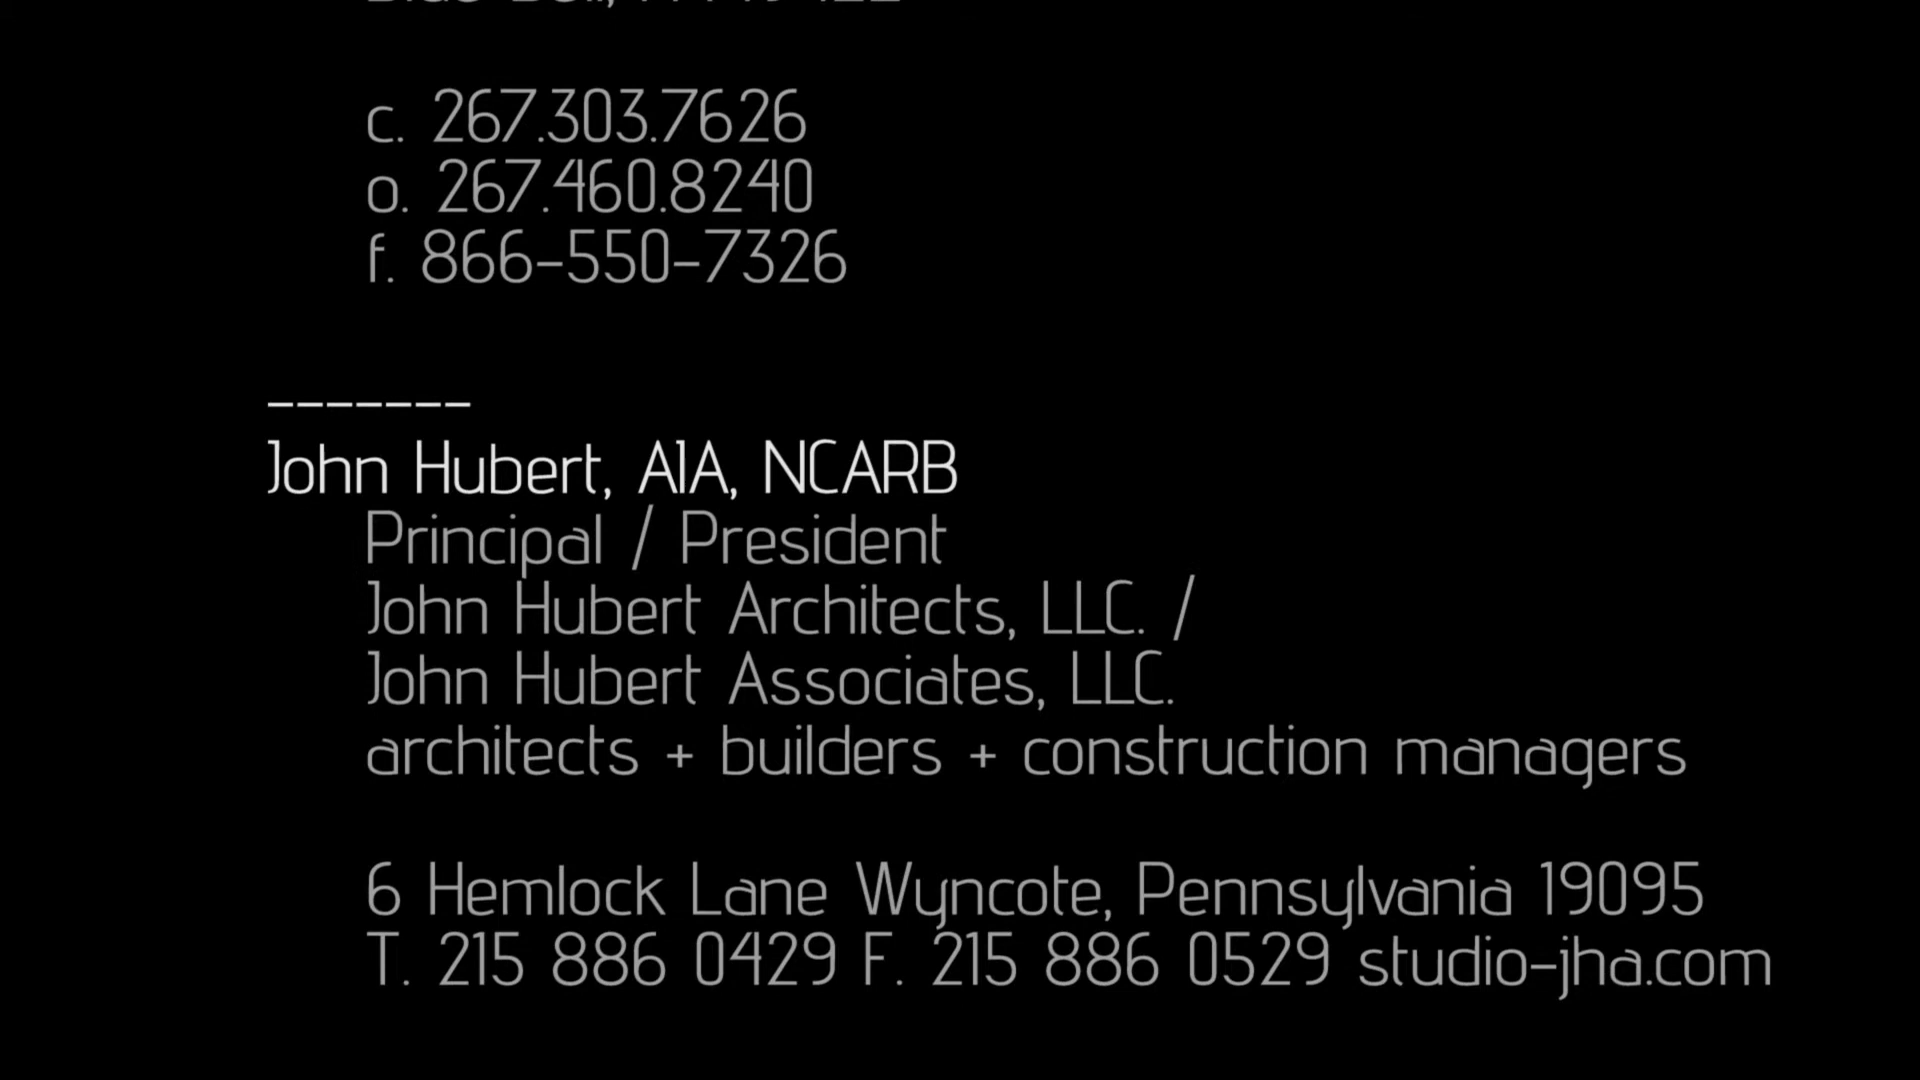 c. 267.303.7626
o. 267.460.8240
f. 866-550-7326
-------
John Hubert, AIA, NCARB
Principal / President
John Hubert Architects, LLC. /
John Hubert Associates, LLC.
architects + builders + construction managers
6 Hemlock Lane Wyncote, Pennsylvania 19095
T. 215 886 0429 F. 215 886 0529 studio-jha.com